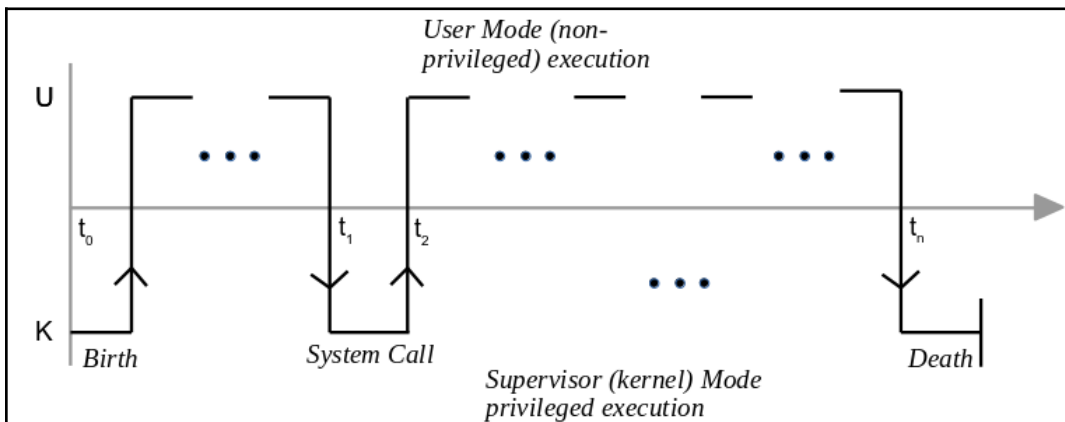 User Mode (non-
privileged) execution
U
t0
t1
t2
tn
K
Birth
System Call
Death
Supervisor (kernel) Mode
privileged execution